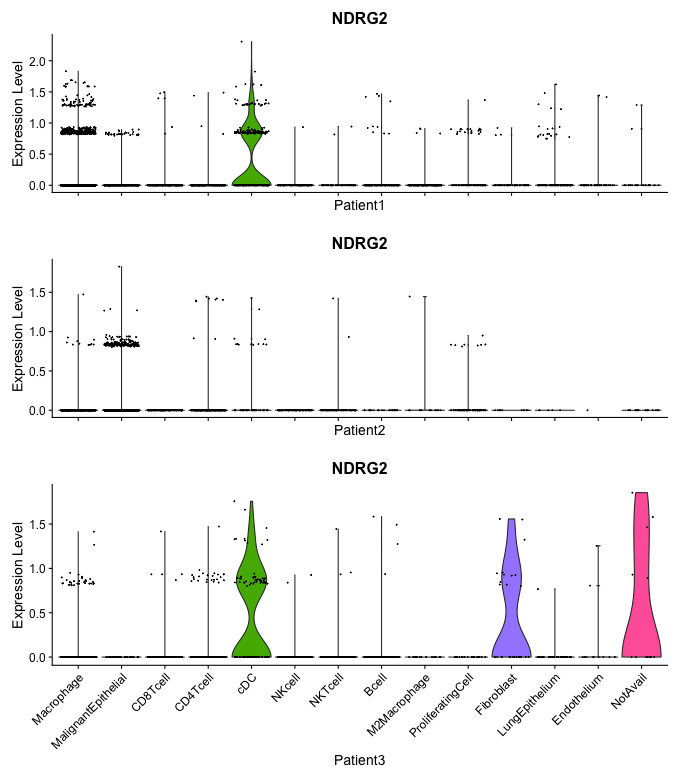 NDRG2
Expression Level
2.0
1.5
1.0
0.5
0.0
Patient1
NDRG2
Expression Level
1.5
1.0
0.5
0.0
Patient2
NDRG2
Expression Level
1.5
1.0
0.5
0.0
Macrophage
MalignantEpithelial
CD8Tcell
CD4Tcell
cDC
NKcell
NKTcell
Bcell
M2Macrophage
ProliferatingCell
Fibroblast
LungEpithelium
Endothelium
NotAvail
Patient3